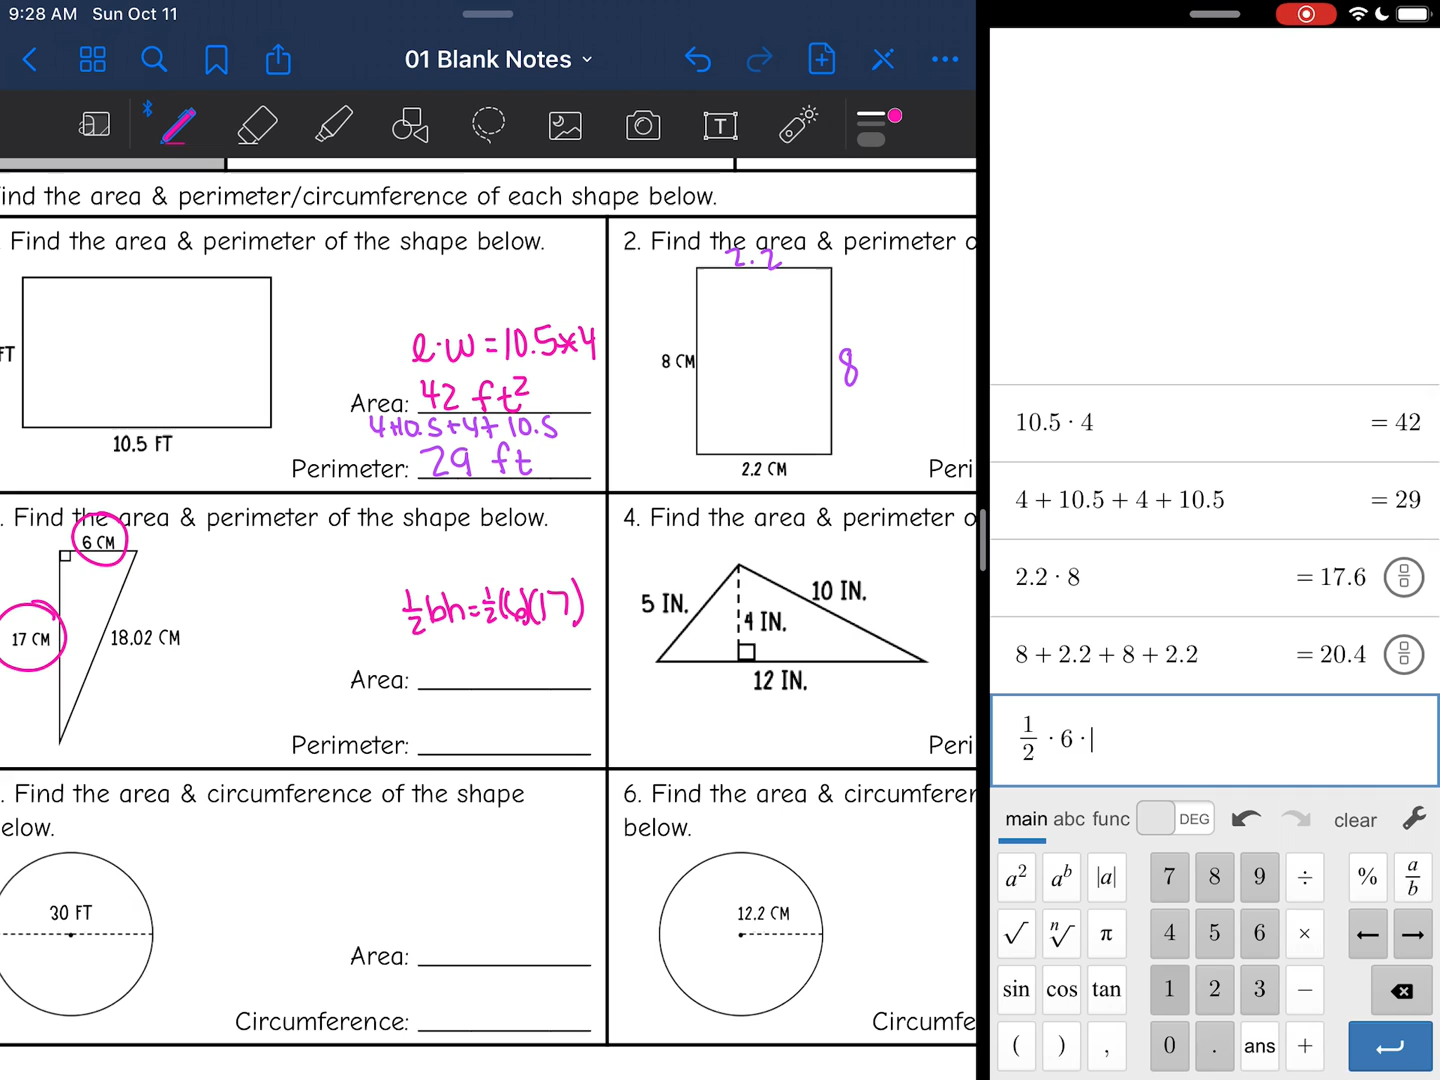 9:28 AM Sun Oct 11
01 Blank Notes
ind the area & perimeter/circumference of each shape below.
. Find the area & perimeter of the shape below.
FT
10.5 FT
l·w = 10.5*4
Area: 42 ft²
4+10.5+4+10.5
Perimeter: 29 ft
2. Find the area & perimeter o
2.2
8 CM
8
2.2 CM
Peri
. Find the area & perimeter of the shape below.
6 CM
17 CM
18.02 CM
½bh=½(6)(17)
Area:
Perimeter:
4. Find the area & perimeter o
5 IN.
10 IN.
4 IN.
12 IN.
Peri
. Find the area & circumference of the shape
elow.
30 FT
Area:
Circumference:
6. Find the area & circumferer
below.
12.2 CM
Circumfe
10.5 · 4 = 42
4 + 10.5 + 4 + 10.5 = 29
2.2 · 8 = 17.6
8 + 2.2 + 8 + 2.2 = 20.4
1/2 · 6 ·
main abc func DEG clear
a² aᵇ |a| 7 8 9 ÷ % a/b
√ ⁿ√ π 4 5 6 × ← →
sin cos tan 1 2 3 −
( ) , 0 . ans +